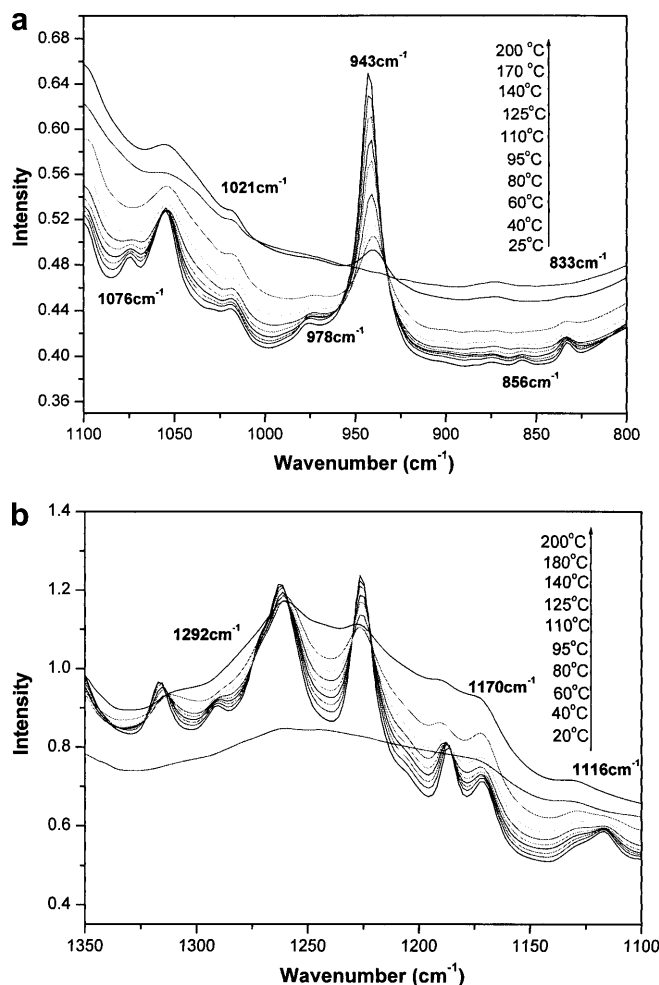 a
0.68
0.64
0.60
0.56
0.52
0.48
0.44
0.40
0.36
Intensity
943cm-1
1021cm-1
1076cm-1
978cm-1
856cm-1
833cm-1
200 °C
170 °C
140°C
125°C
110°C
95°C
80°C
60°C
40°C
25°C
1100 1050 1000 950 900 850 800
Wavenumber (cm-1)
b
1.4
1.2
1.0
0.8
0.6
0.4
Intensity
1292cm-1
1170cm-1
1116cm-1
200°C
180°C
140°C
125°C
110°C
95°C
80°C
60°C
40°C
20°C
1350 1300 1250 1200 1150 1100
Wavenumber (cm-1)